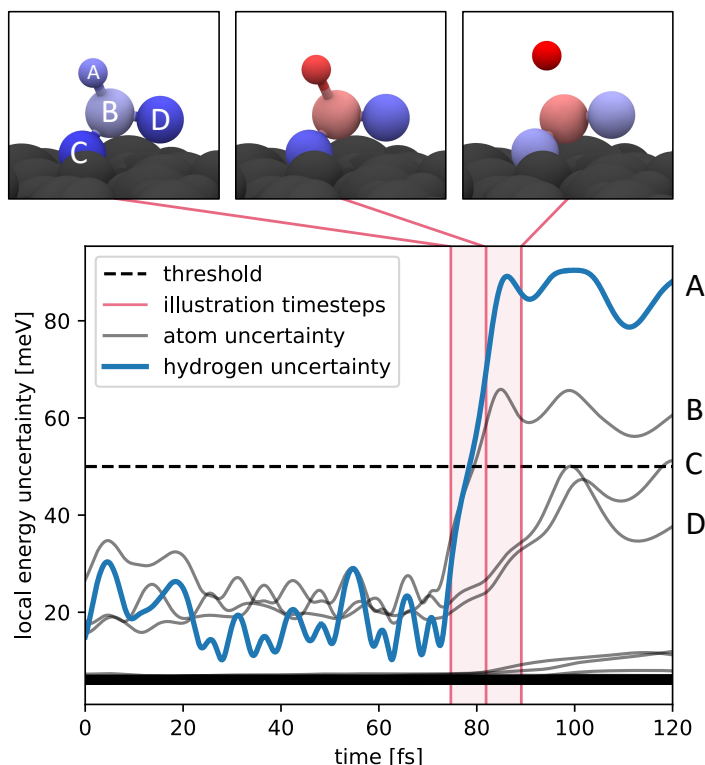 A
B
D
C
threshold
illustration timesteps
atom uncertainty
hydrogen uncertainty
A
B
C
D
80
60
40
20
local energy uncertainty [meV]
0 20 40 60 80 100 120
time [fs]